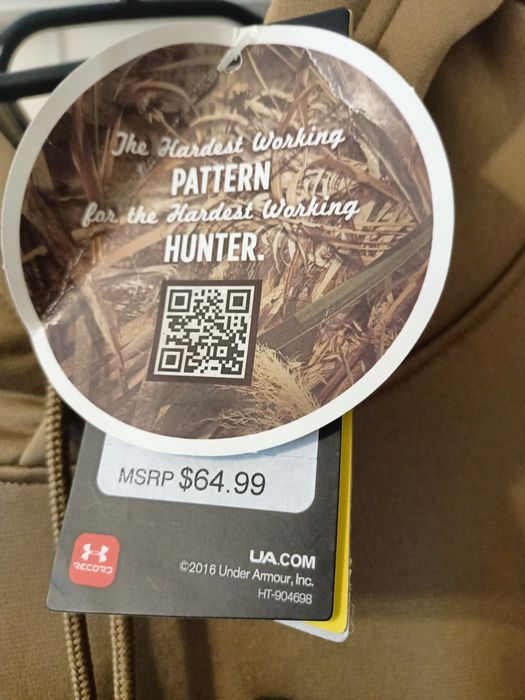 The Hardest Working
PATTERN
for the Hardest Working
HUNTER.
MSRP $64.99
RECORD
UA.COM
©2016 Under Armour, Inc.
HT-904698